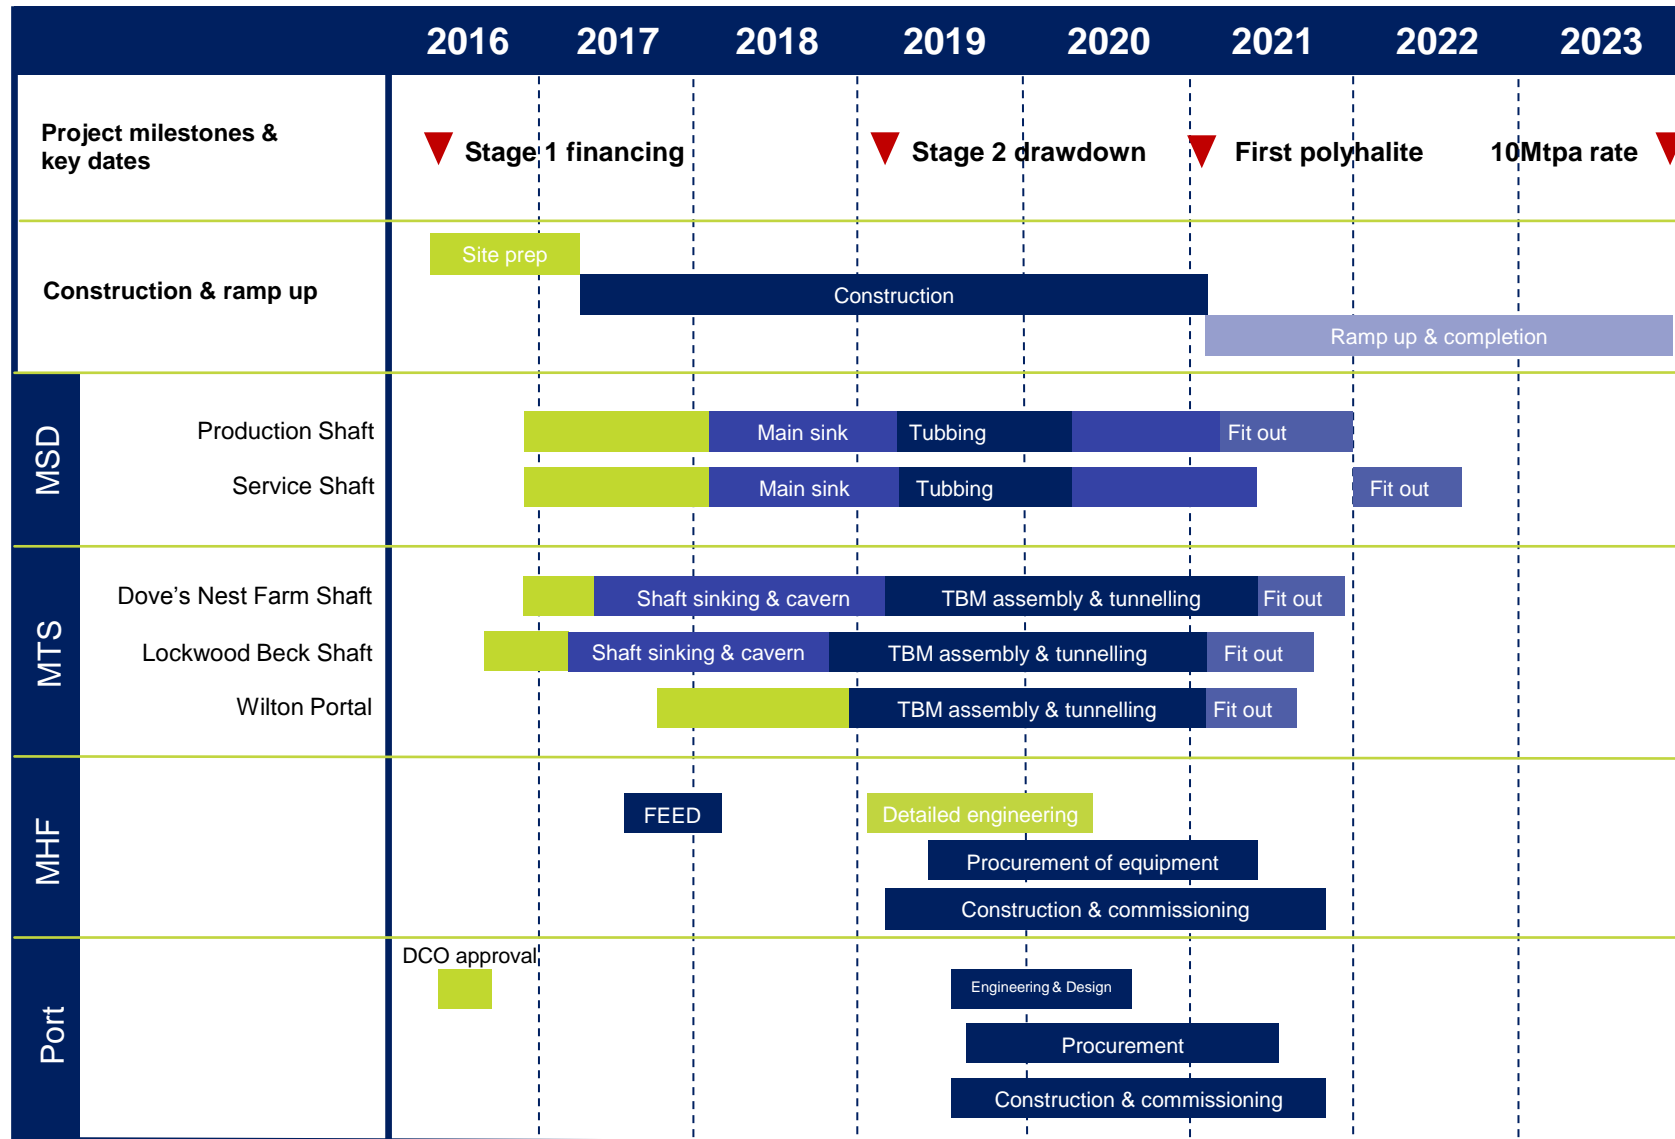 2016 2017 2018 2019 2020 2021 2022 2023
Project milestones &
key dates
Stage 1 financing
Stage 2 drawdown
First polyhalite
10Mtpa rate
Construction & ramp up
Site prep
Construction
Ramp up & completion
MSD
Production Shaft
Main sink
Tubbing
Fit out
Service Shaft
Main sink
Tubbing
Fit out
MTS
Dove’s Nest Farm Shaft
Shaft sinking & cavern
TBM assembly & tunnelling
Fit out
Lockwood Beck Shaft
Shaft sinking & cavern
TBM assembly & tunnelling
Fit out
Wilton Portal
TBM assembly & tunnelling
Fit out
MHF
FEED
Detailed engineering
Procurement of equipment
Construction & commissioning
Port
DCO approval
Engineering & Design
Procurement
Construction & commissioning